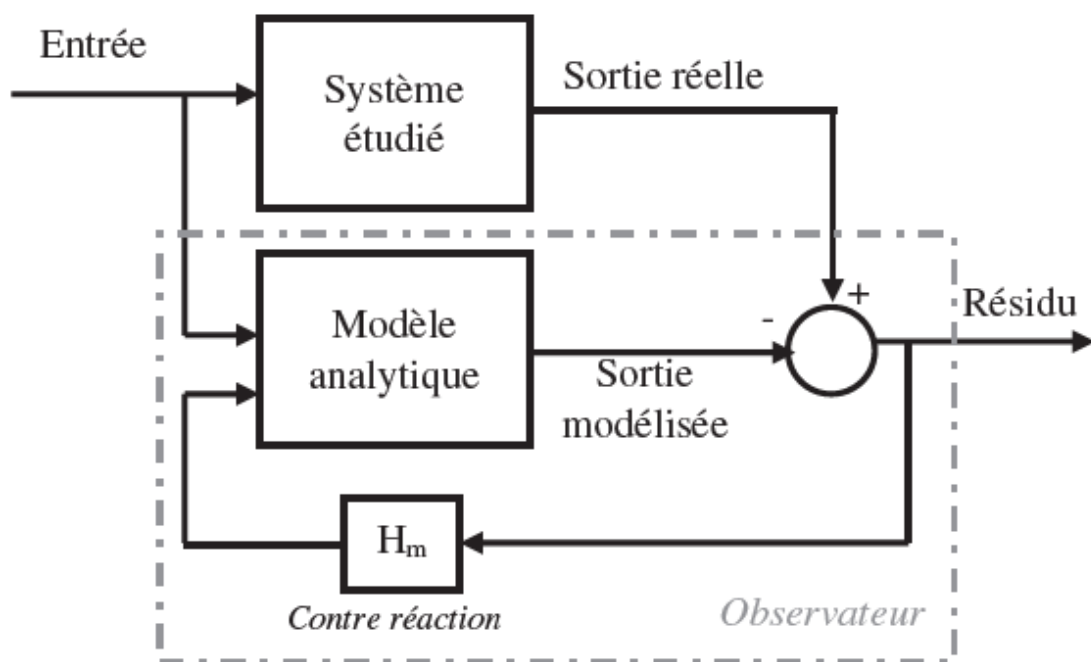 Entrée
Système
étudié
Sortie réelle
+
Résidu
-
Modèle
analytique
Sortie
modélisée
Hm
Contre réaction
Observateur